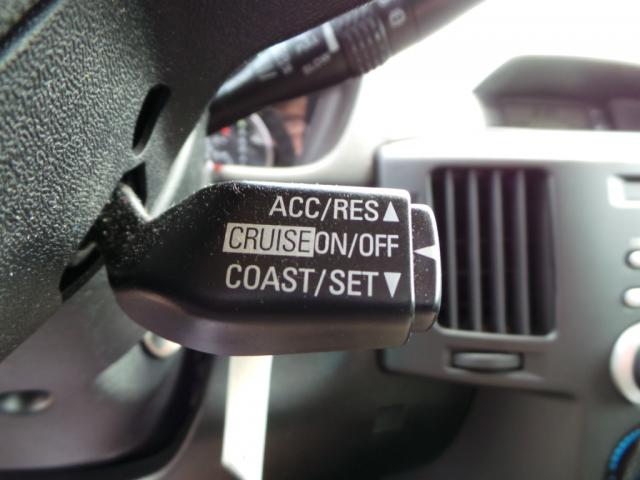 ACC/RES▲
CRUISE ON/OFF
COAST/SET▼